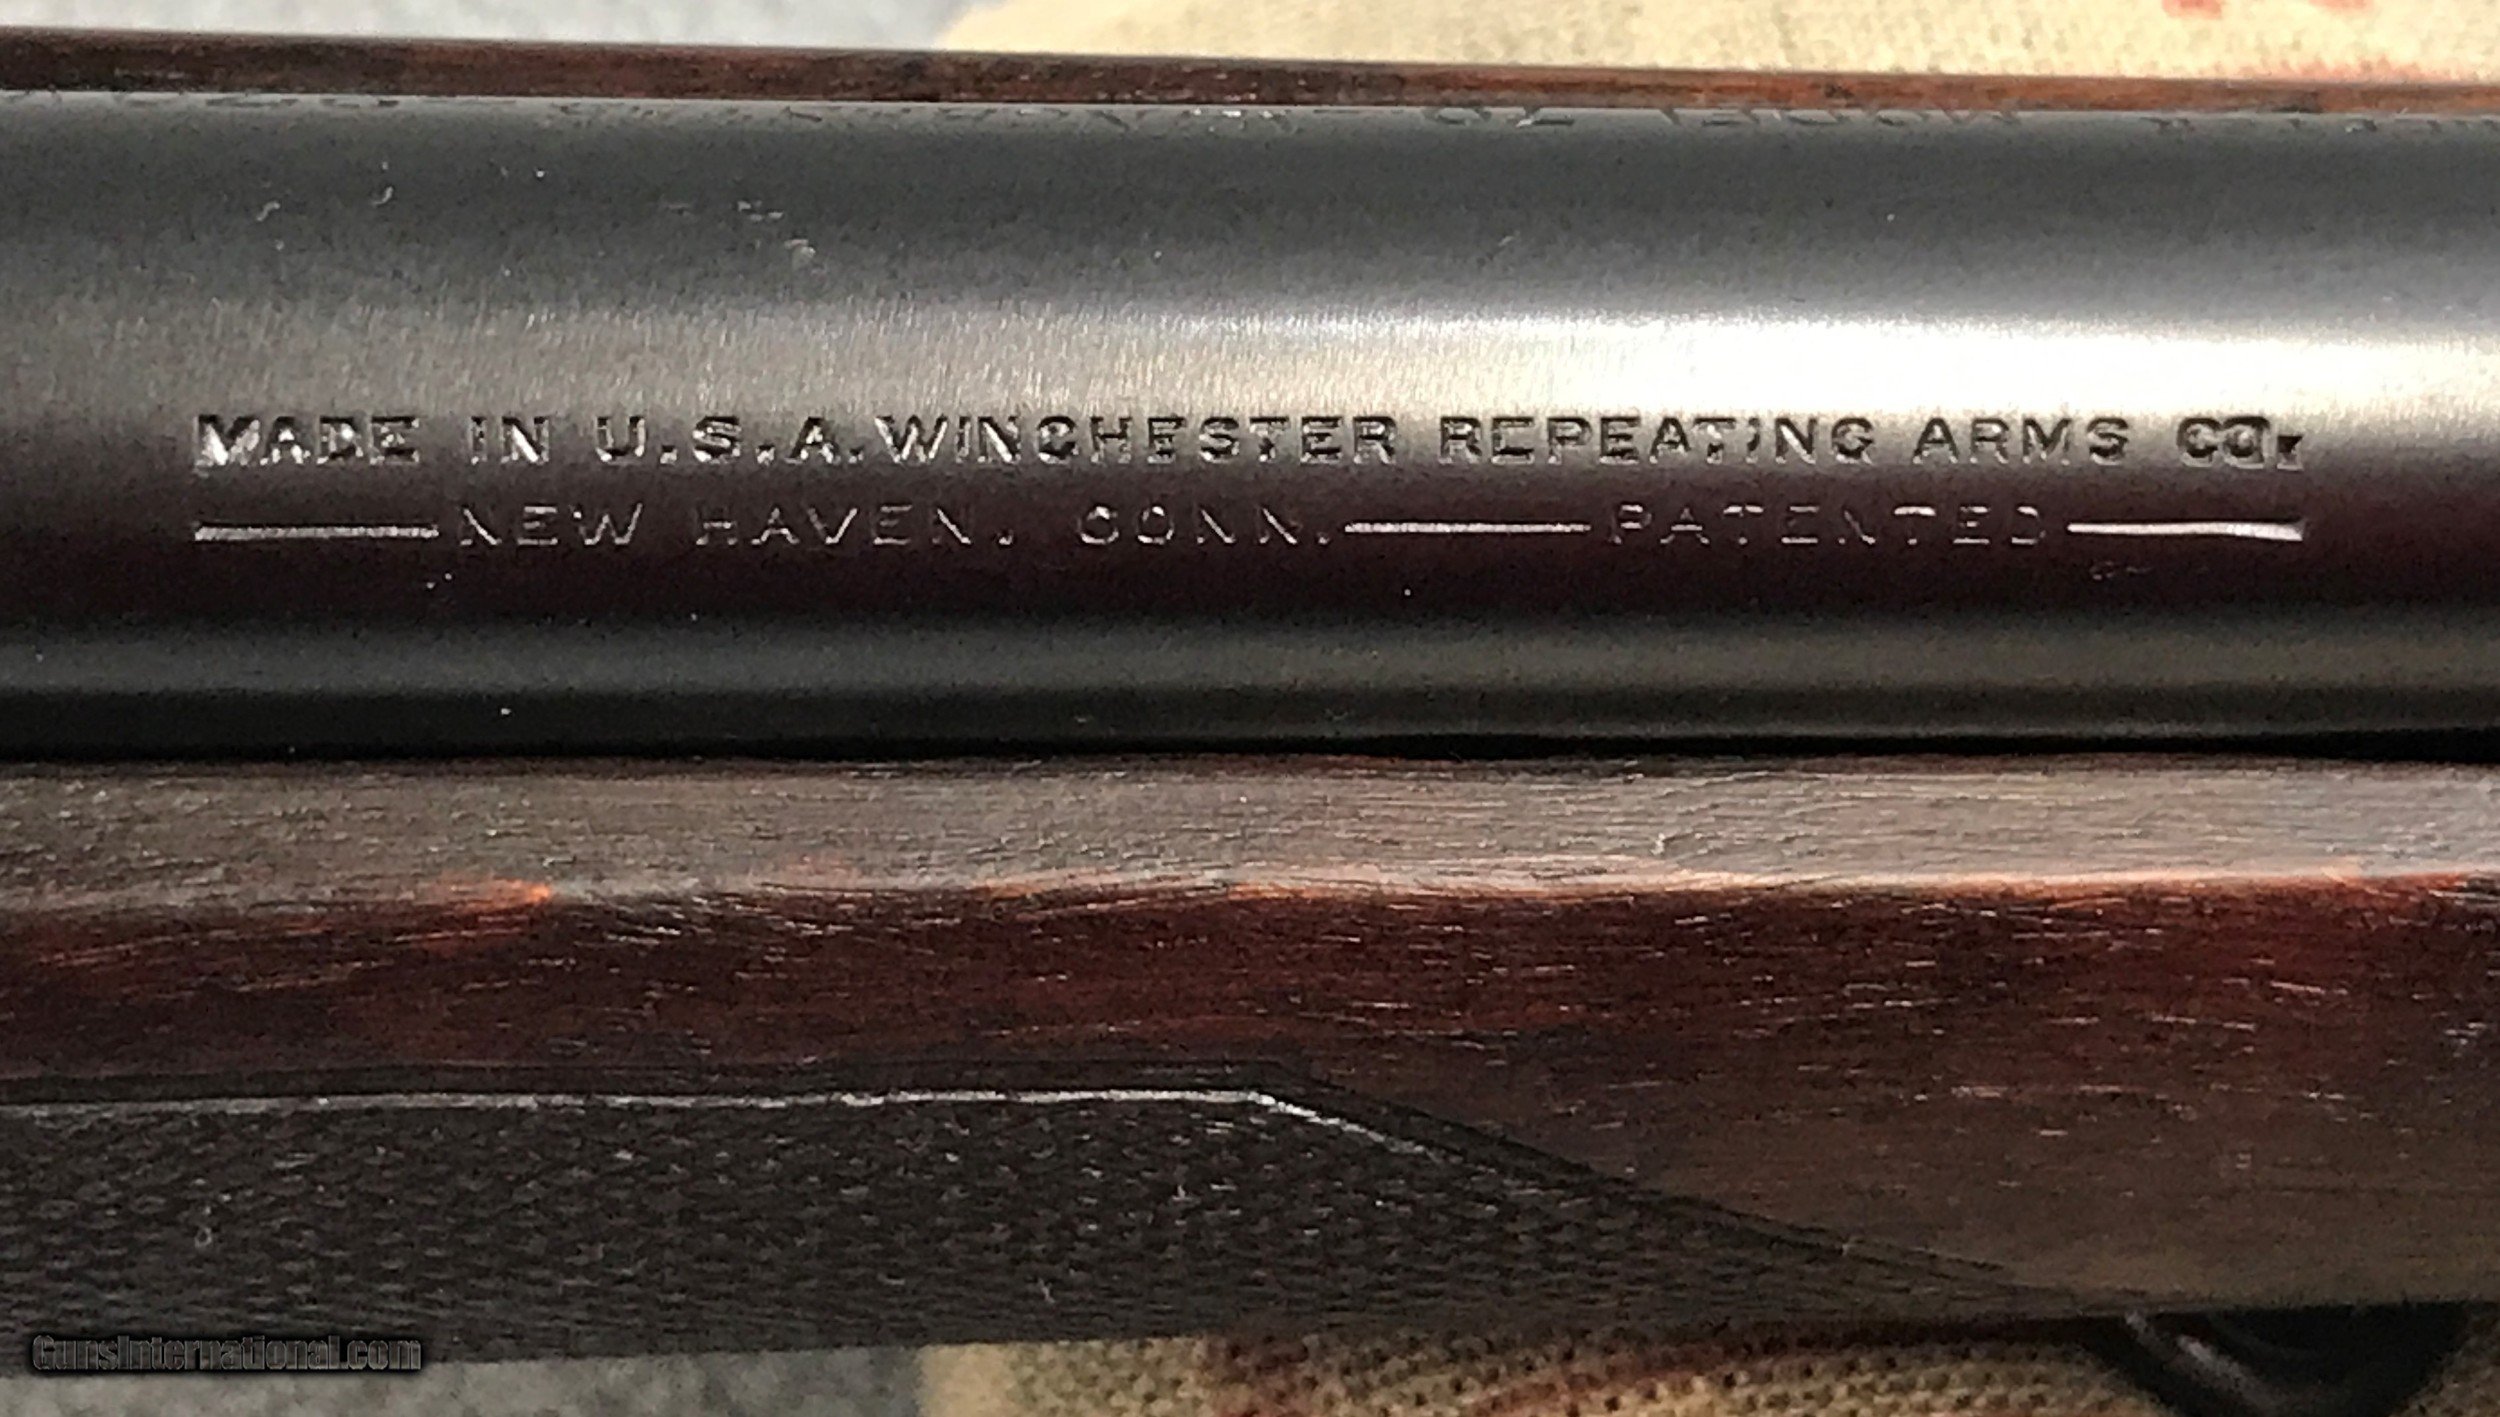 MADE IN U.S.A. WINCHESTER REPEATING ARMS CO.
NEW HAVEN, CONN. PATENTED
GunsInternational.com